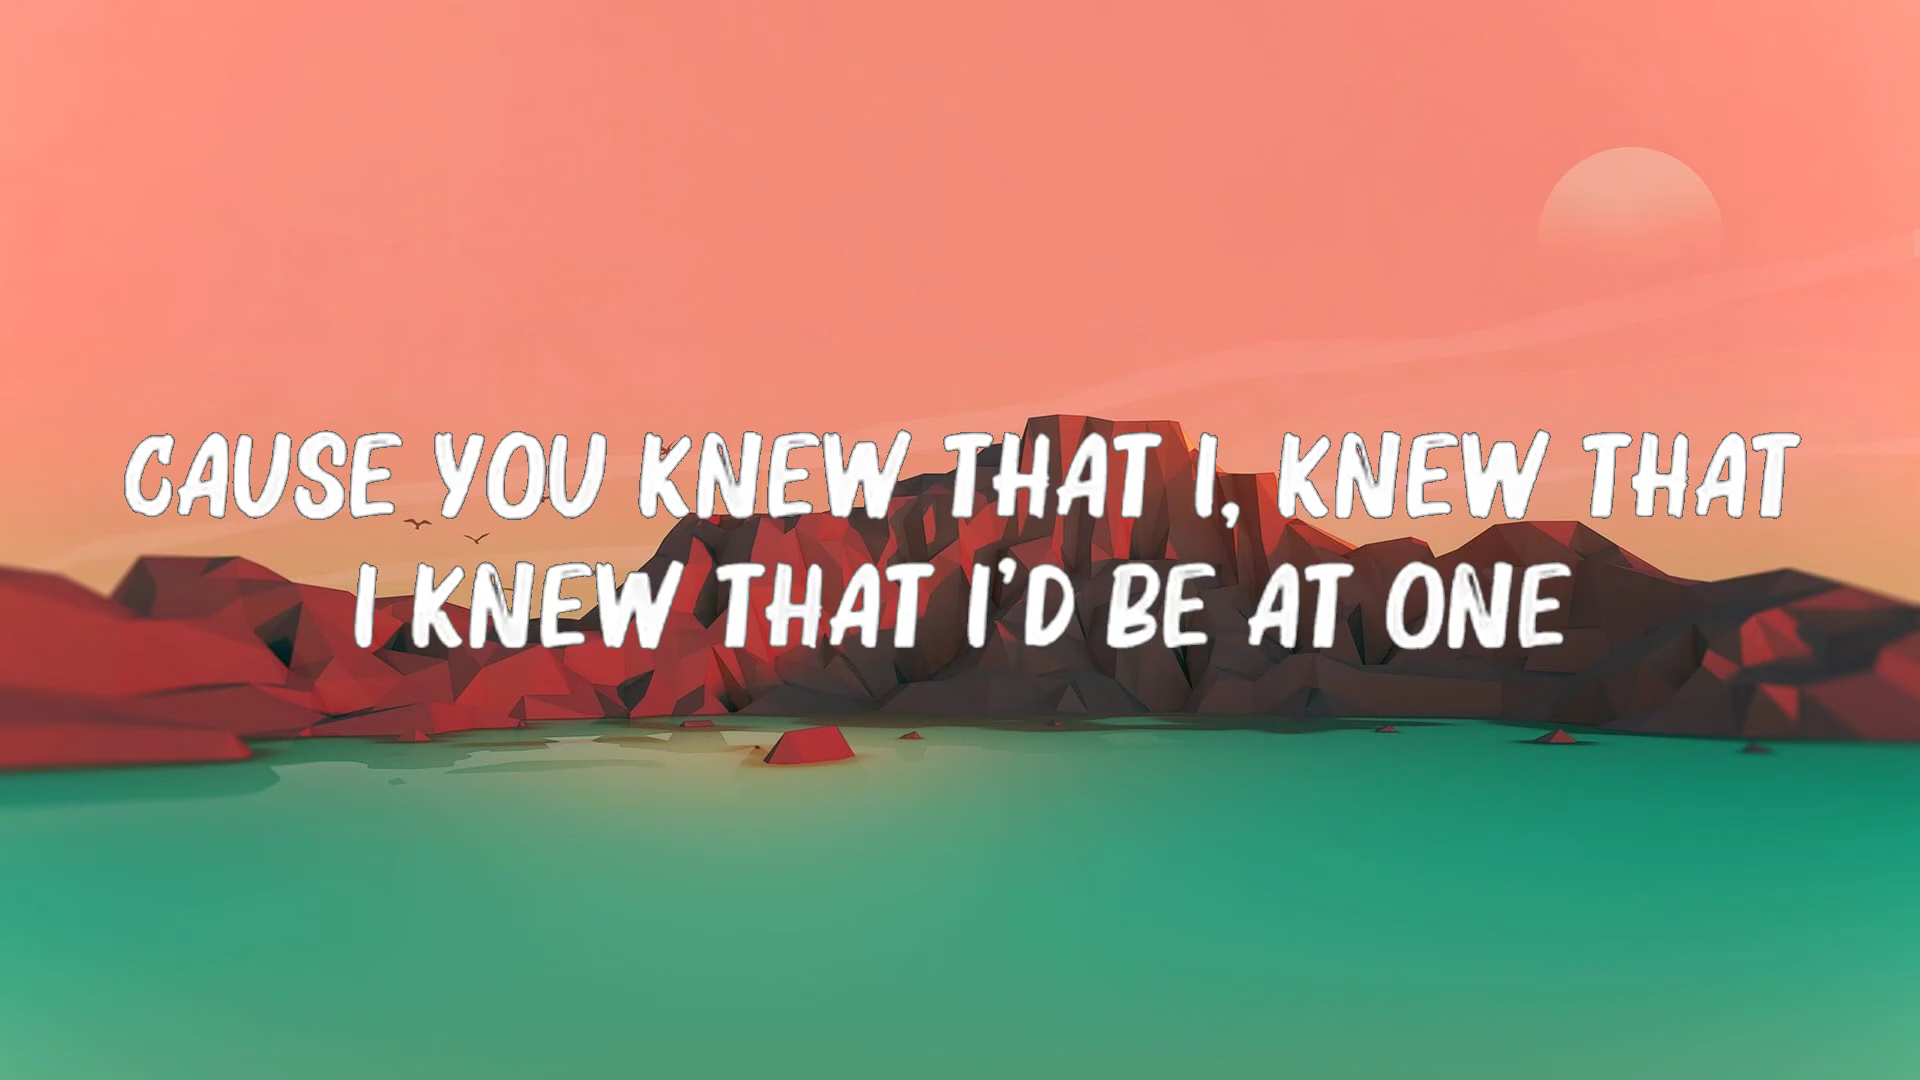 CAUSE YOU KNEW THAT I, KNEW THAT
I KNEW THAT I'D BE AT ONE